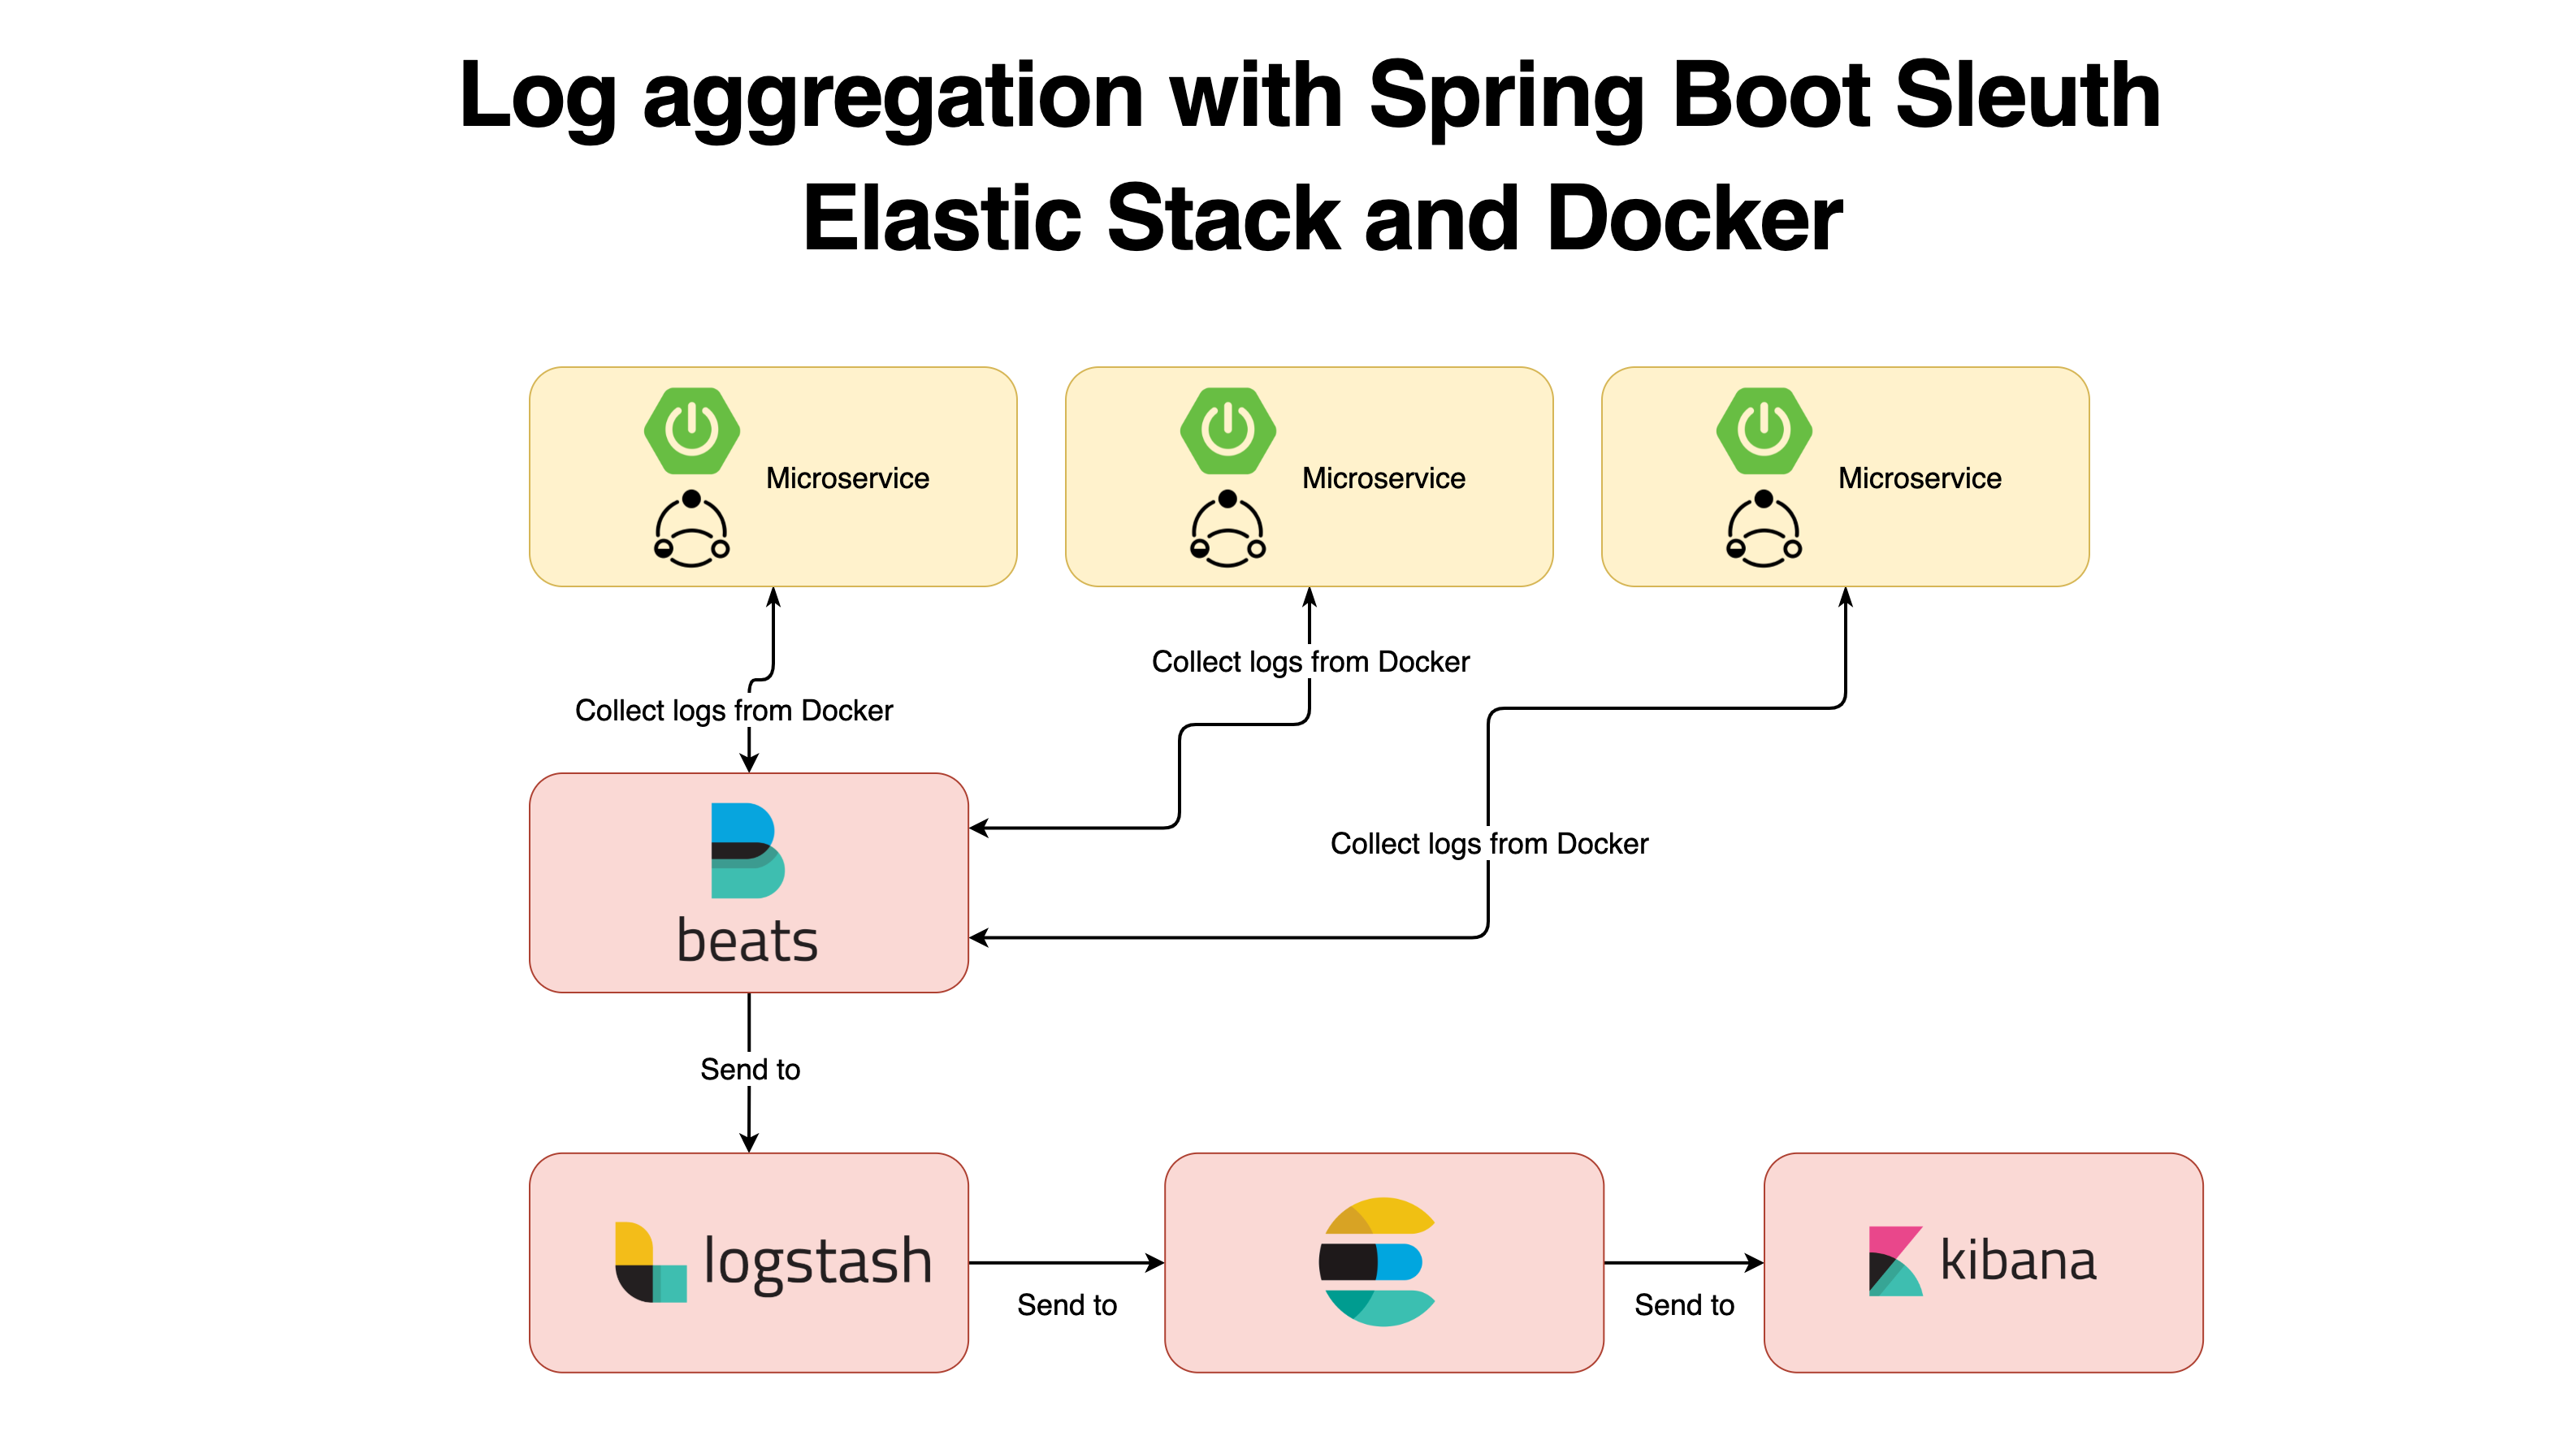 Log aggregation with Spring Boot Sleuth
Elastic Stack and Docker
Microservice
Microservice
Microservice
Collect logs from Docker
Collect logs from Docker
Collect logs from Docker
beats
Send to
logstash
Send to
Send to
kibana